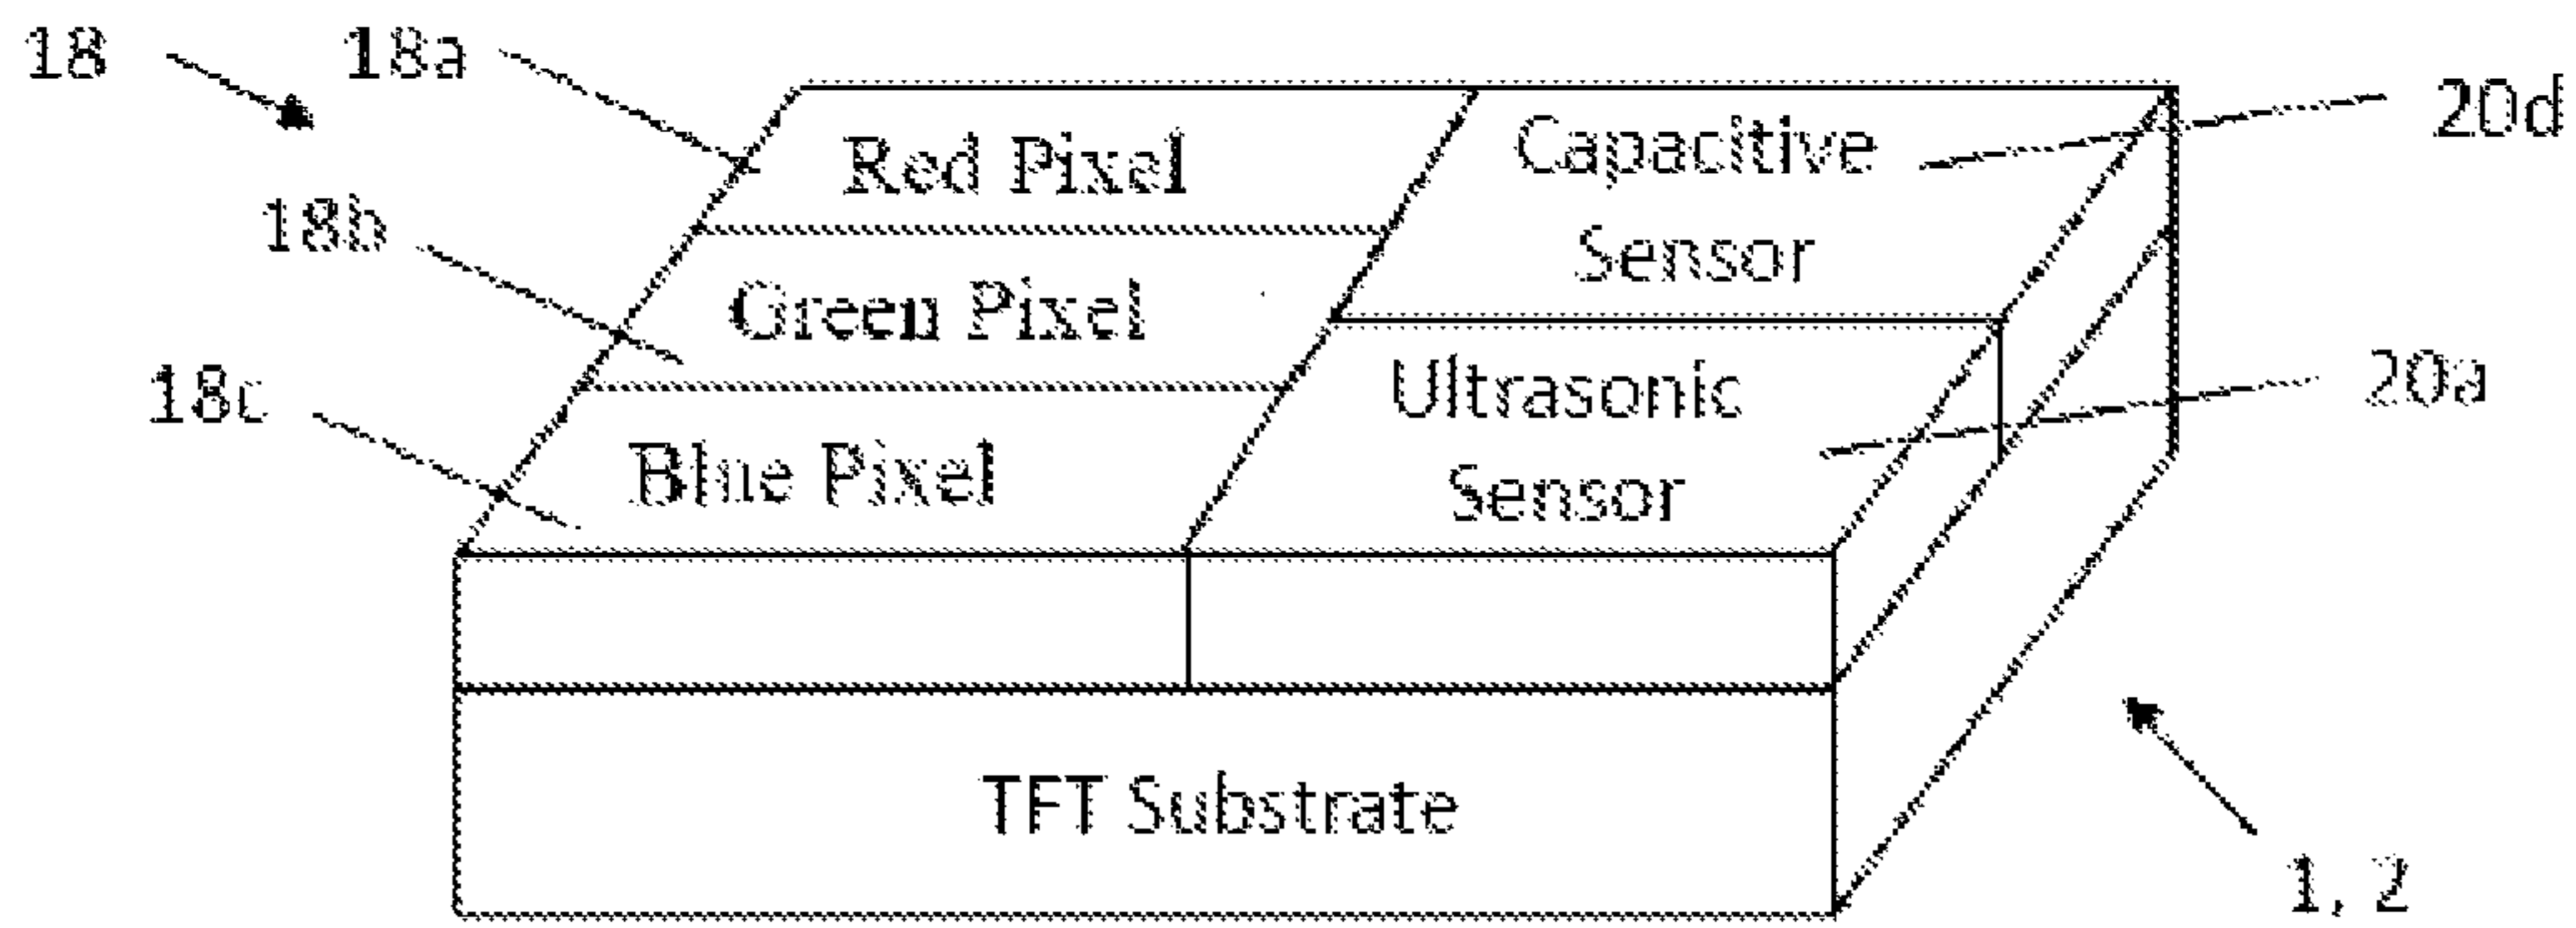 18
18a
20d
Red Pixel
Capacitive
Sensor
18b
Green Pixel
18c
Ultrasonic
Sensor
20a
Blue Pixel
TFT Substrate
1, 2